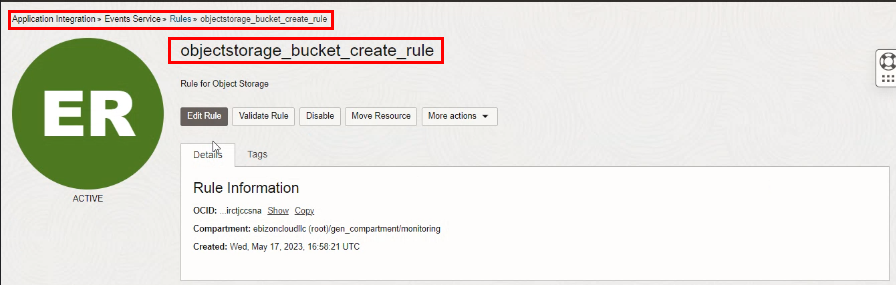 Application Integration » Events Service » Rules » objectstorage_bucket_create_rule
objectstorage_bucket_create_rule
Rule for Object Storage
ER
Edit Rule Validate Rule Disable Move Resource More actions
ACTIVE
Details Tags
Rule Information
OCID: ...irctjccsna Show Copy
Compartment: ebizoncloudllc (root)/gen_compartment/monitoring
Created: Wed, May 17, 2023, 16:58:21 UTC